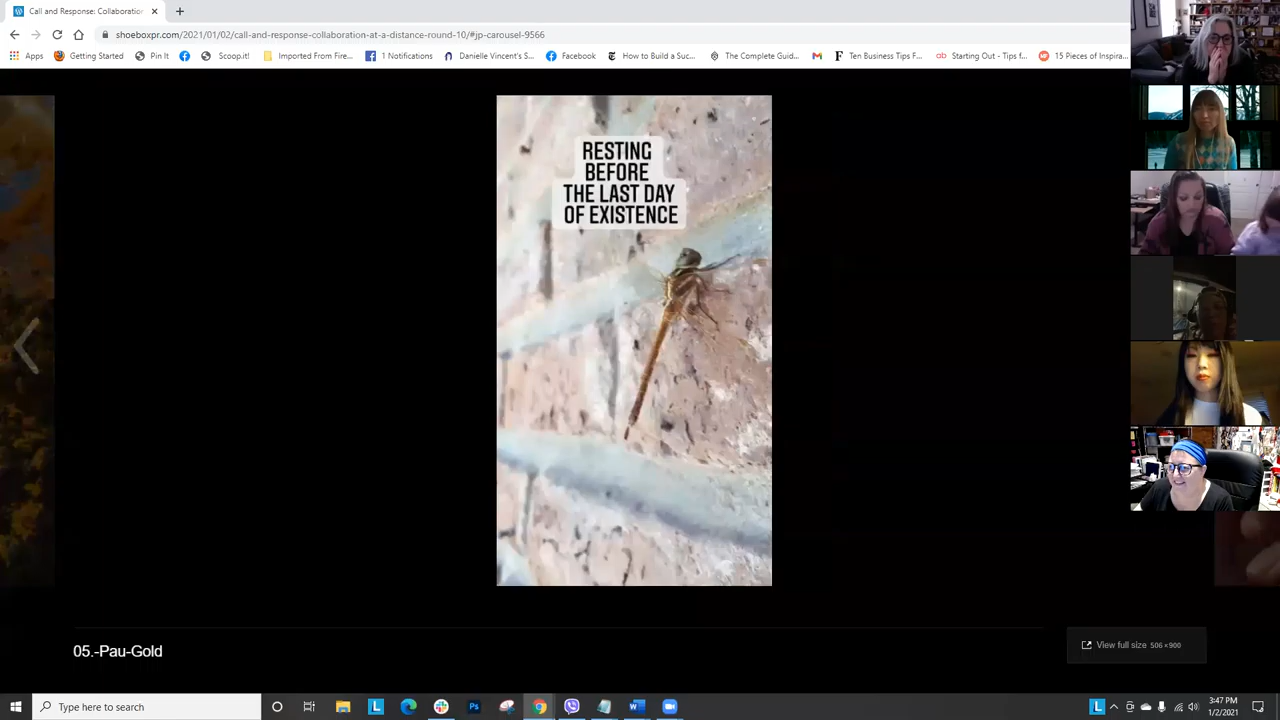 Call and Response: Collaboratio
shoeboxpr.com/2021/01/02/call-and-response-collaboration-at-a-distance-round-10/#jp-carousel-9566
Apps Getting Started Pin It Scoop!t Imported From Firef... 1 Notifications Danielle Vincent's S... Facebook How to Build a Suc... The Complete Guid... Ten Business Tips F... Starting Out - Tips f... 15 Pieces of Inspira...
RESTING
BEFORE
THE LAST DAY
OF EXISTENCE
05.-Pau-Gold
View full size 506×900
Type here to search
3:47 PM
1/2/2021